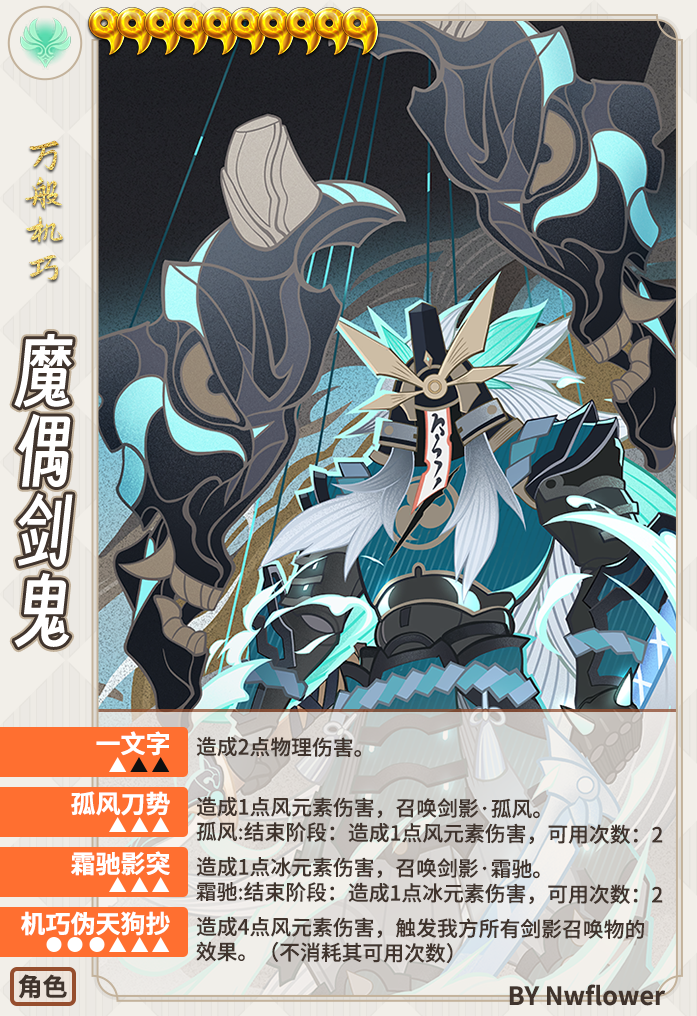 万般机巧
魔偶剑鬼
一文字
造成2点物理伤害。
孤风刀势
造成1点风元素伤害，召唤剑影·孤风。
孤风:结束阶段：造成1点风元素伤害，可用次数：2
霜驰影突
造成1点冰元素伤害，召唤剑影·霜驰。
霜驰:结束阶段：造成1点冰元素伤害，可用次数：2
机巧伪天狗抄
造成4点风元素伤害，触发我方所有剑影召唤物的
效果。（不消耗其可用次数）
角色
BY Nwflower